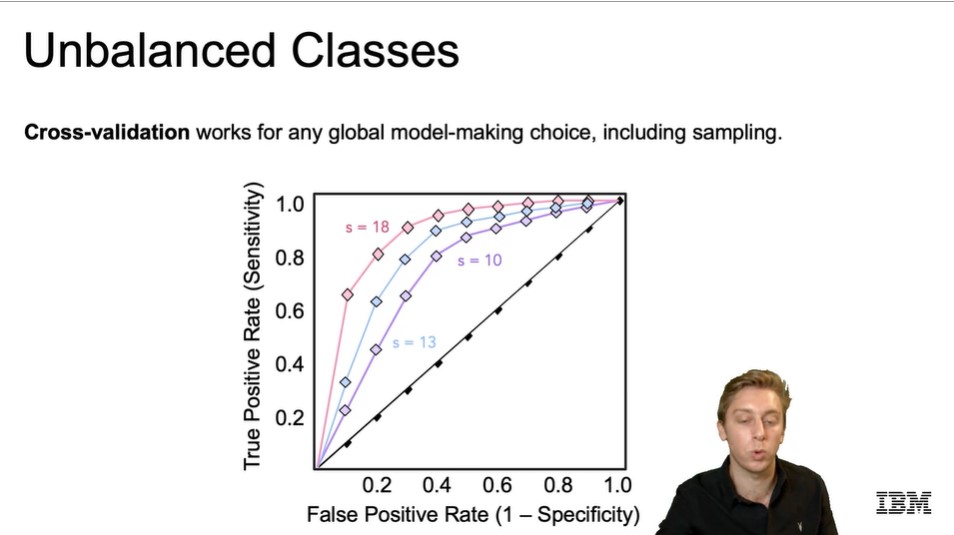 Unbalanced Classes
Cross-validation works for any global model-making choice, including sampling.
True Positive Rate (Sensitivity)
1.0
0.8
0.6
0.4
0.2
s = 18
s = 10
s = 13
0.2 0.4 0.6 0.8 1.0
False Positive Rate (1 – Specificity)
IBM